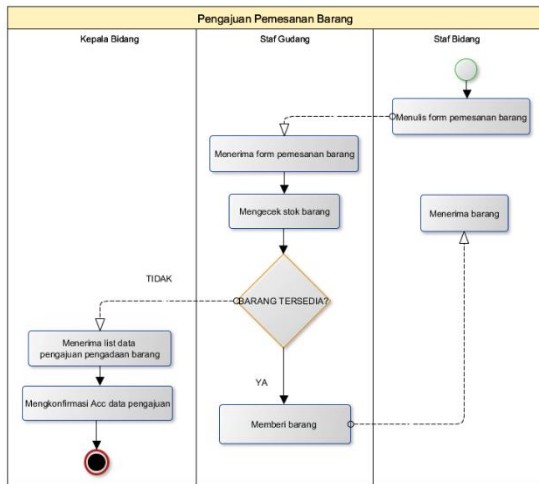 Pengajuan Pemesanan Barang
Kepala Bidang
Staf Gudang
Staf Bidang
Menulis form pemesanan barang
Menerima form pemesanan barang
Mengecek stok barang
Menerima barang
TIDAK
BARANG TERSEDIA?
Menerima list data
pengajuan pengadaan barang
YA
Mengkonfirmasi Acc data pengajuan
Memberi barang